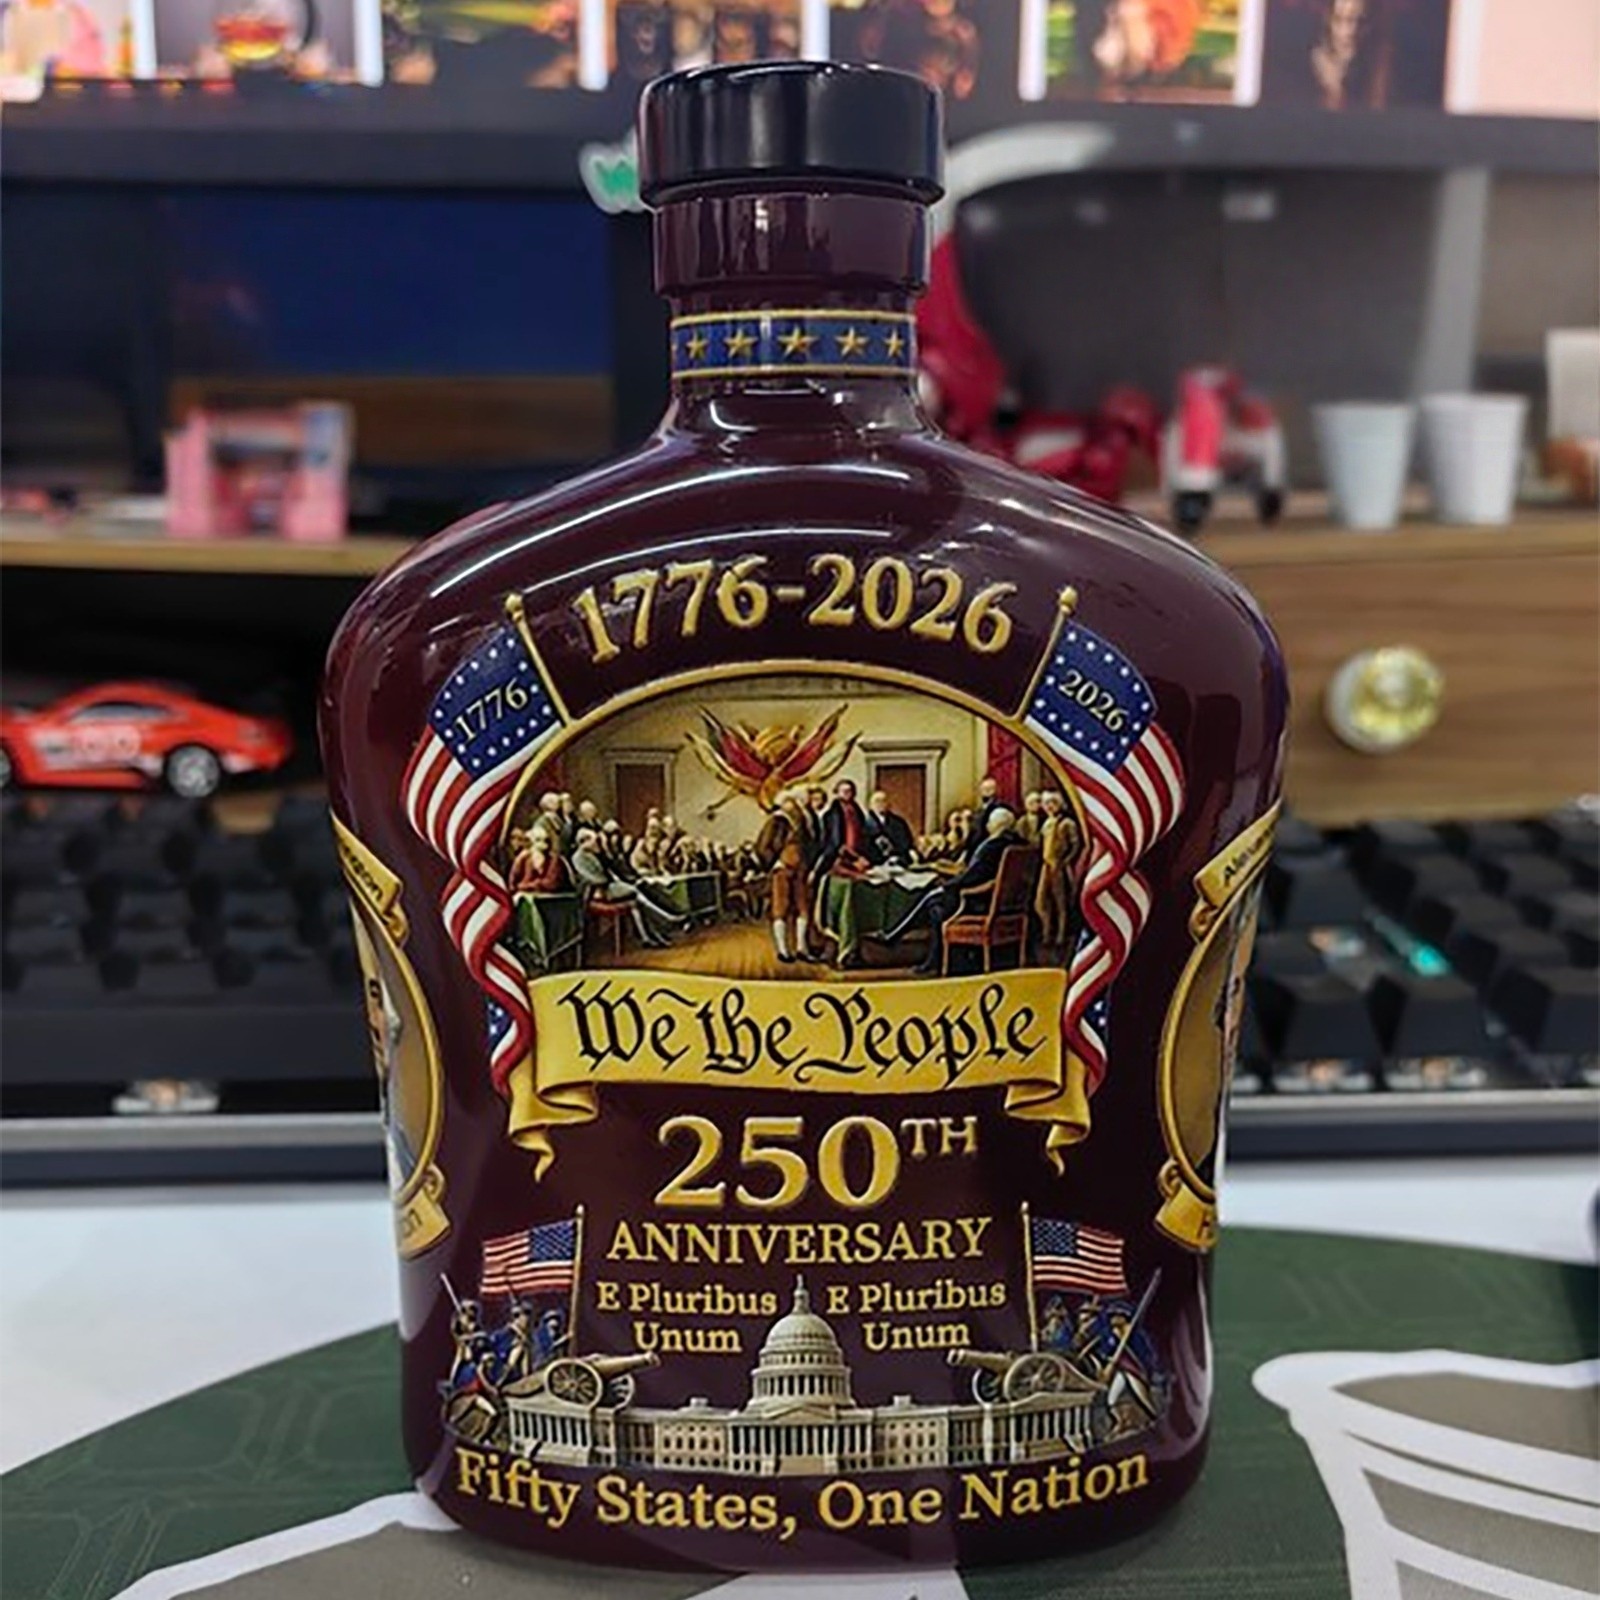 1776-2026
1776
2026
We the People
250TH
ANNIVERSARY
E Pluribus
Unum
E Pluribus
Unum
Fifty States, One Nation